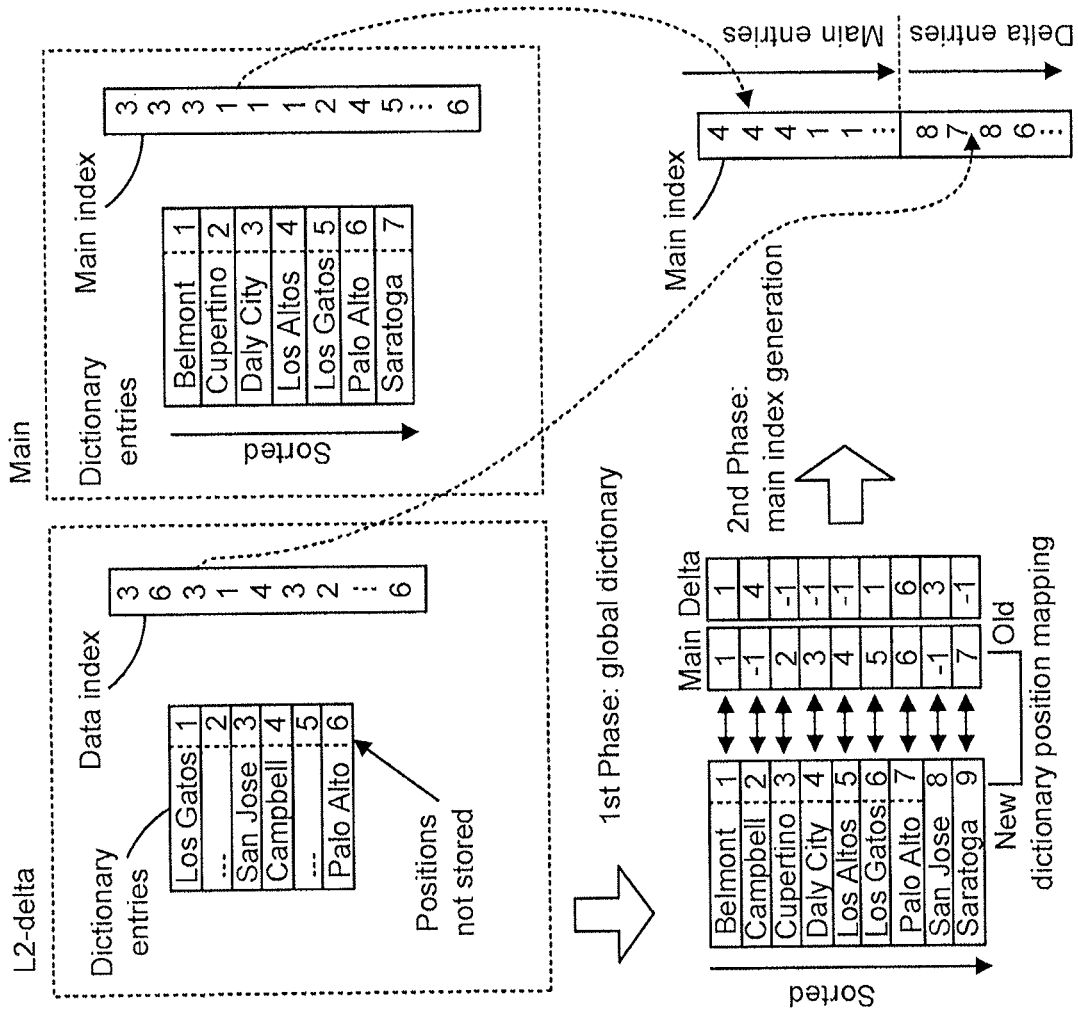 L2-delta
Dictionary
entries
Data index
Los Gatos 1
--- 2
San Jose 3
Campbell 4
--- 5
Palo Alto 6
Positions
not stored
3
6
3
1
4
3
2
...
6
Main
Dictionary
entries
Main index
Sorted
Belmont 1
Cupertino 2
Daly City 3
Los Altos 4
Los Gatos 5
Palo Alto 6
Saratoga 7
3
3
3
1
1
1
2
4
5
...
6
1st Phase: global dictionary
Sorted
Main Delta
Belmont 1 1 1
Campbell 2 -1 4
Cupertino 3 2 -1
Daly City 4 3 -1
Los Altos 5 4 -1
Los Gatos 6 5 1
Palo Alto 7 6 6
San Jose 8 -1 3
Saratoga 9 7 -1
New Old
dictionary position mapping
2nd Phase:
main index generation
Main index
4
4
4
1
1
...
8
7
8
6
...
Main entries
Delta entries